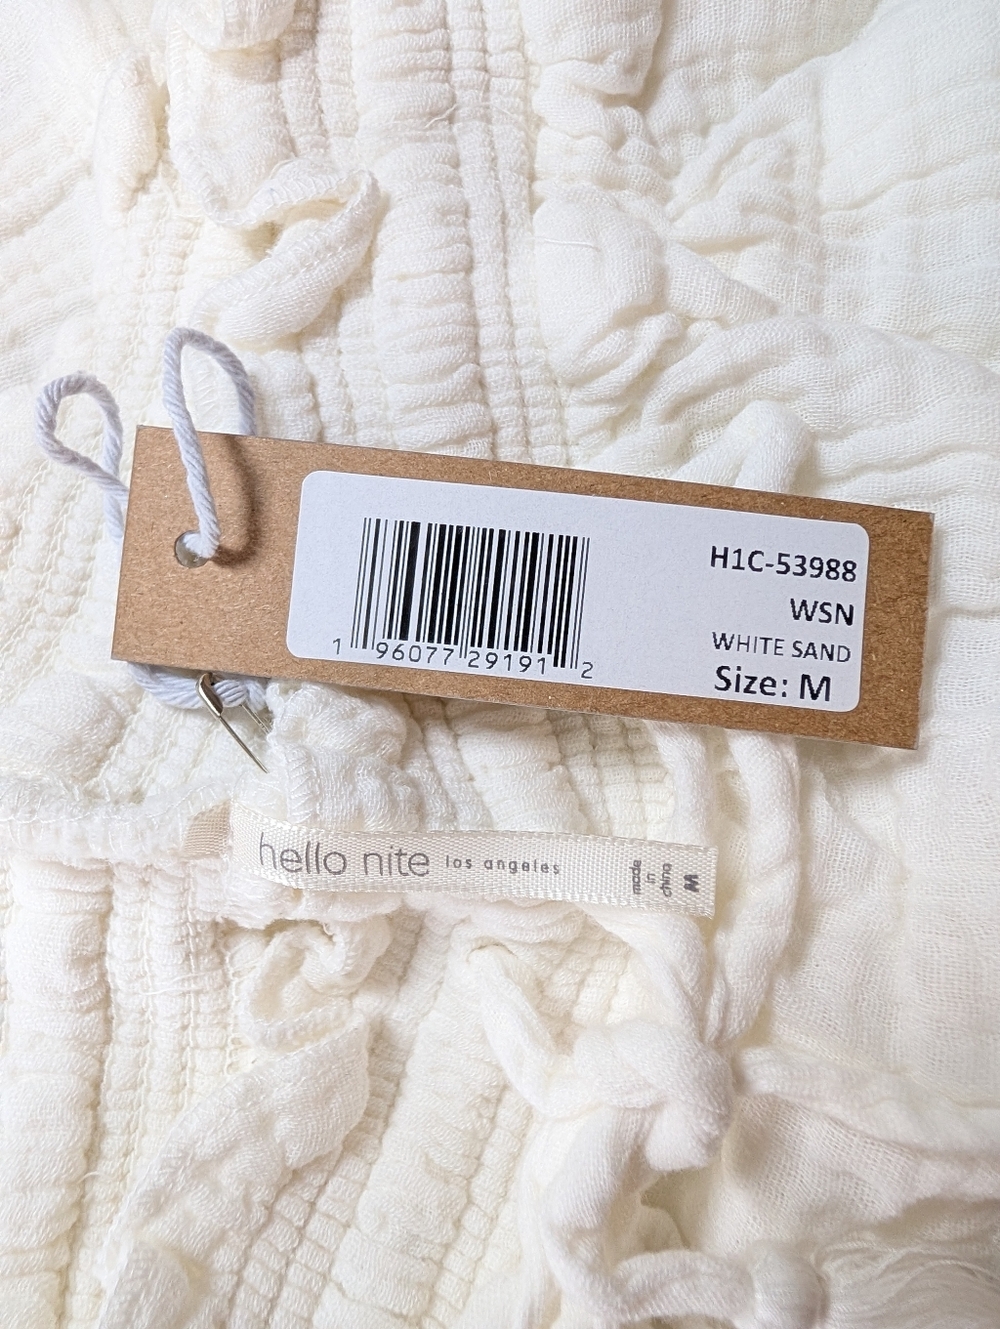 H1C-53988
WSN
WHITE SAND
Size: M
1 96077 29191 2
hello nite los angeles
made
in
china
M